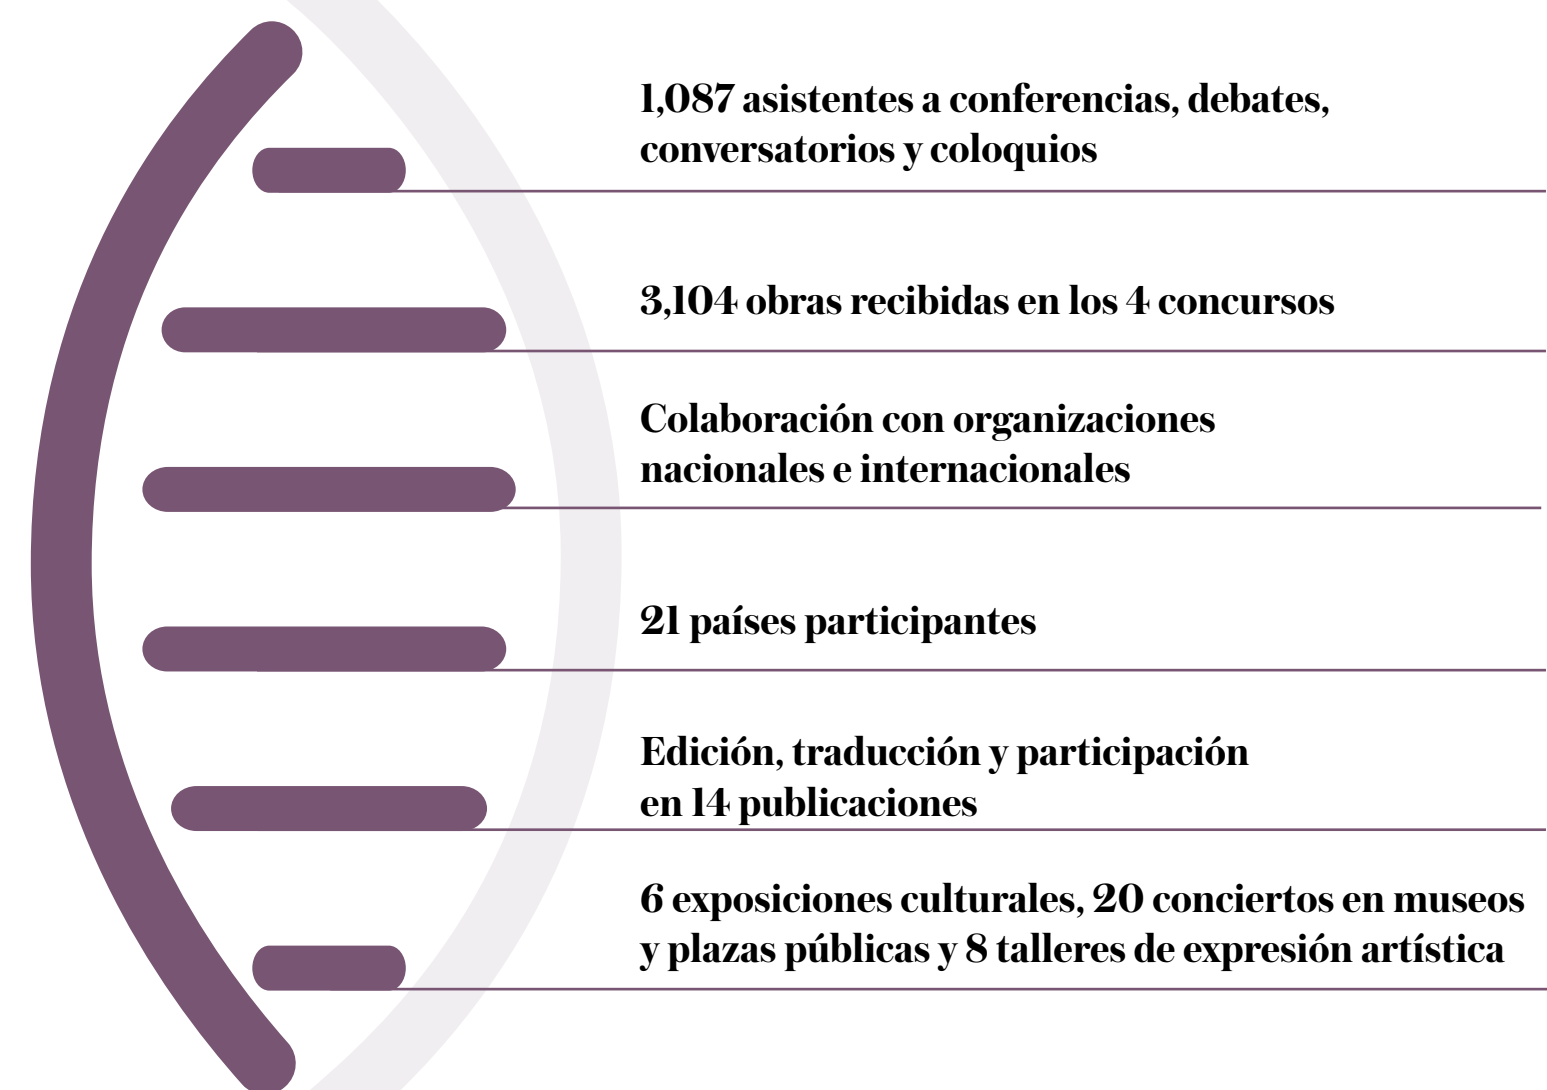 1,087 asistentes a conferencias, debates,
conversatorios y coloquios
3,104 obras recibidas en los 4 concursos
Colaboración con organizaciones
nacionales e internacionales
21 países participantes
Edición, traducción y participación
en 14 publicaciones
6 exposiciones culturales, 20 conciertos en museos
y plazas públicas y 8 talleres de expresión artística